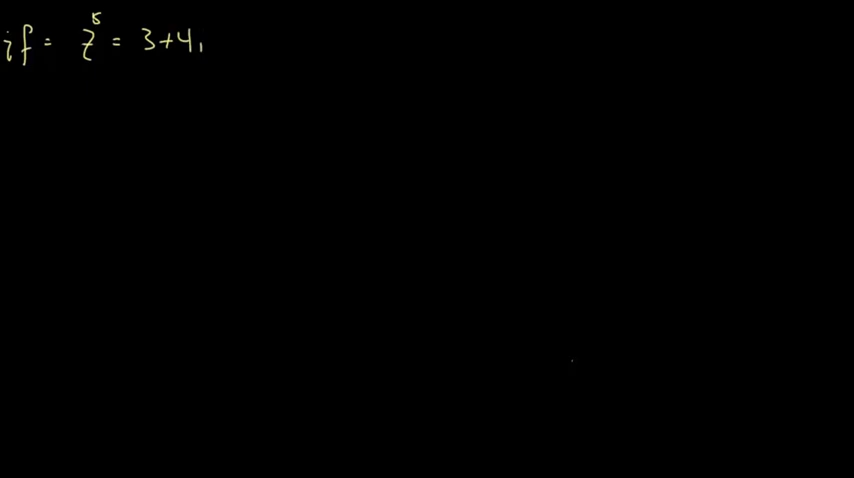 if = z⁵ = 3+4i